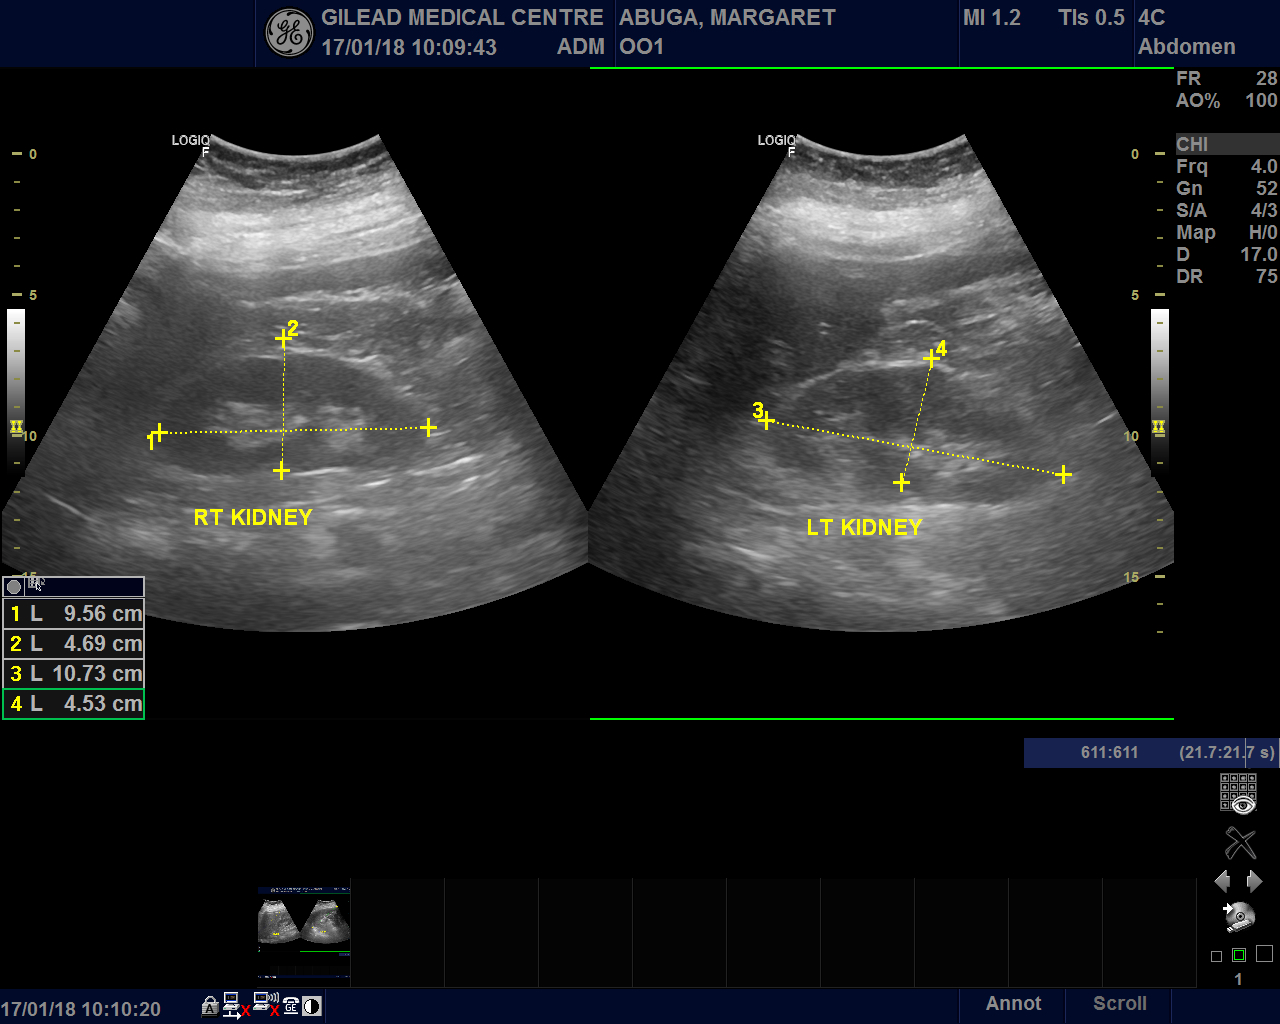 GILEAD MEDICAL CENTRE
17/01/18 10:09:43 ADM
ABUGA, MARGARET
OO1
MI 1.2 TIs 0.5
4C
Abdomen
FR 28
AO% 100
CHI
Frq 4.0
Gn 52
S/A 4/3
Map H/0
D 17.0
DR 75
LOGIQ
F
0
5
10
15
1
2
RT KIDNEY
LOGIQ
F
0
5
10
15
3
4
LT KIDNEY
1 L 9.56 cm
2 L 4.69 cm
3 L 10.73 cm
4 L 4.53 cm
611:611 (21.7:21.7 s)
1
17/01/18 10:10:20
Annot
Scroll